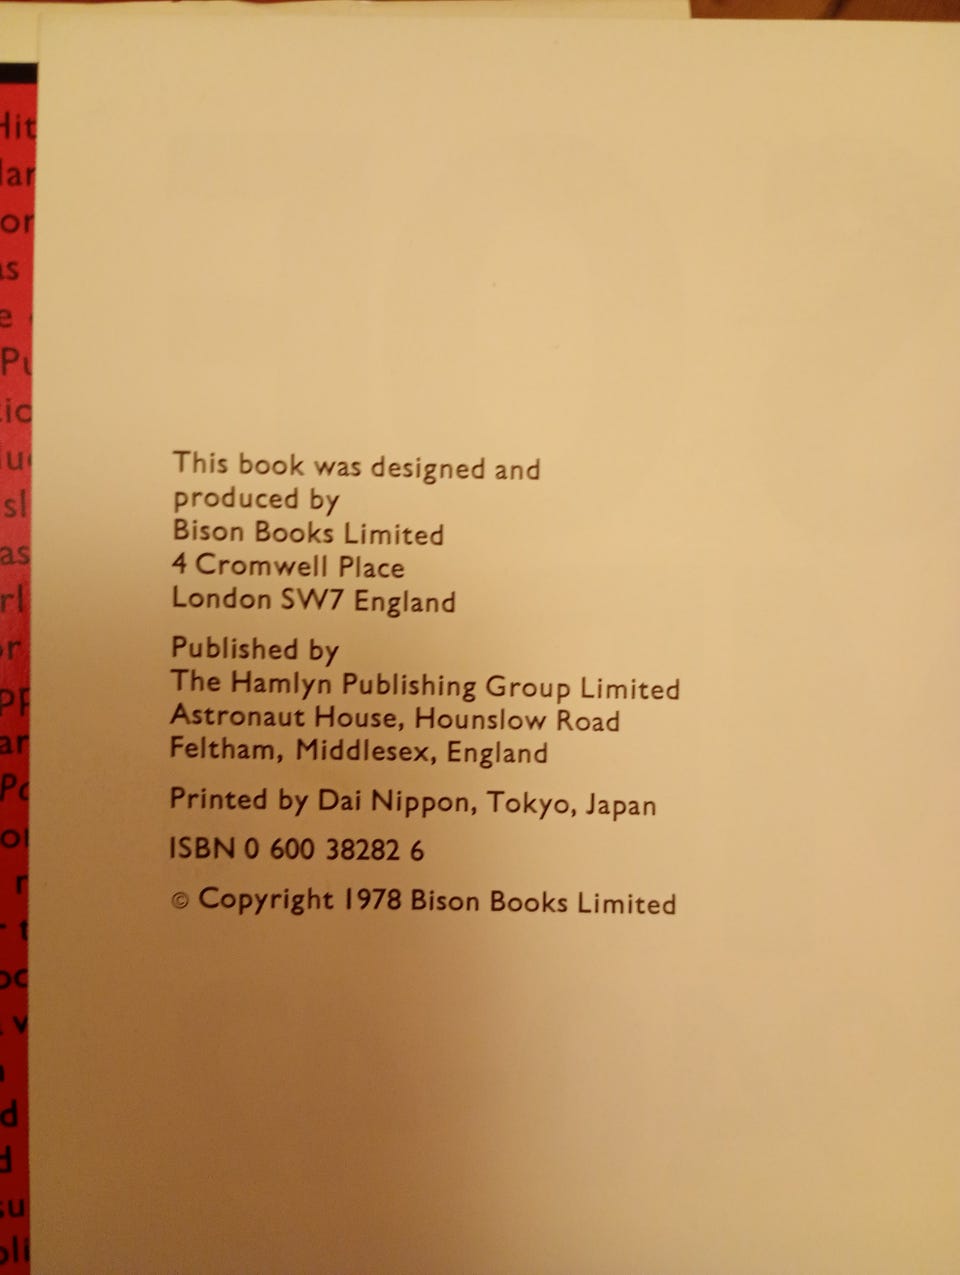 This book was designed and
produced by
Bison Books Limited
4 Cromwell Place
London SW7 England
Published by
The Hamlyn Publishing Group Limited
Astronaut House, Hounslow Road
Feltham, Middlesex, England
Printed by Dai Nippon, Tokyo, Japan
ISBN 0 600 38282 6
© Copyright 1978 Bison Books Limited